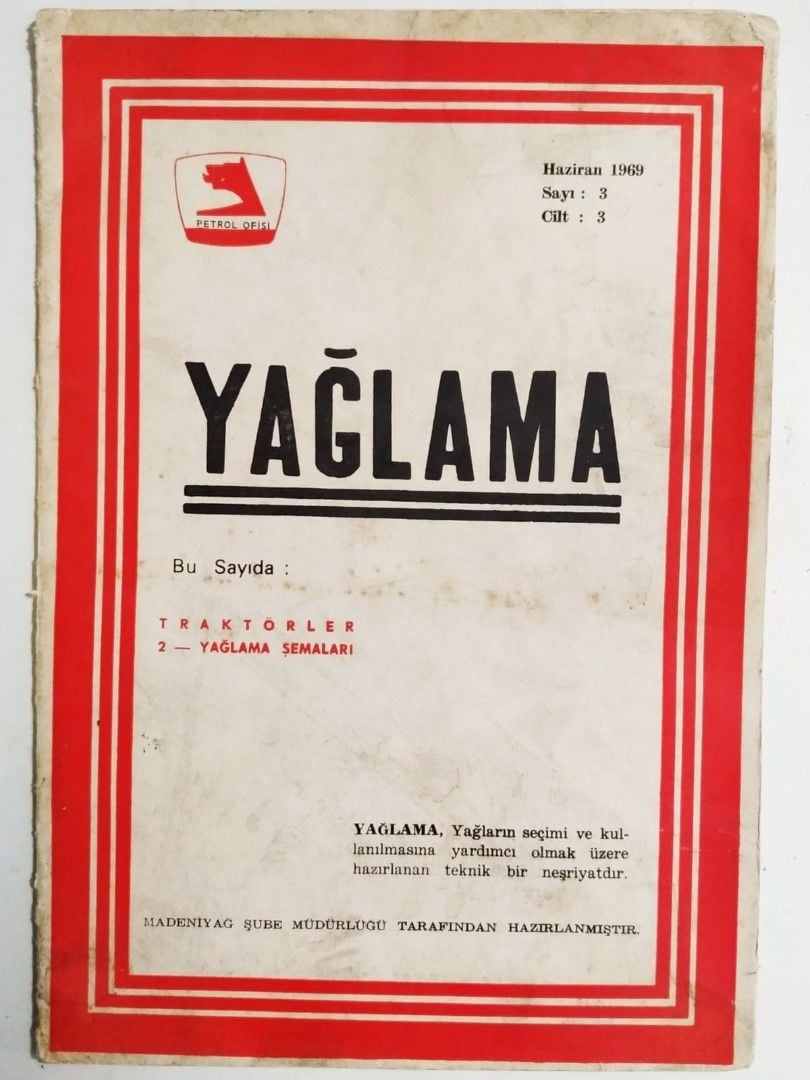 PETROL OFİSİ
Haziran 1969
Sayı : 3
Cilt : 3
YAĞLAMA
Bu Sayıda :
TRAKTÖRLER
2 — YAĞLAMA ŞEMALARI
YAĞLAMA, Yağların seçimi ve kul-
lanılmasına yardımcı olmak üzere
hazırlanan teknik bir neşriyatdır.
MADENİYAĞ ŞUBE MÜDÜRLÜĞÜ TARAFINDAN HAZIRLANMIŞTIR.